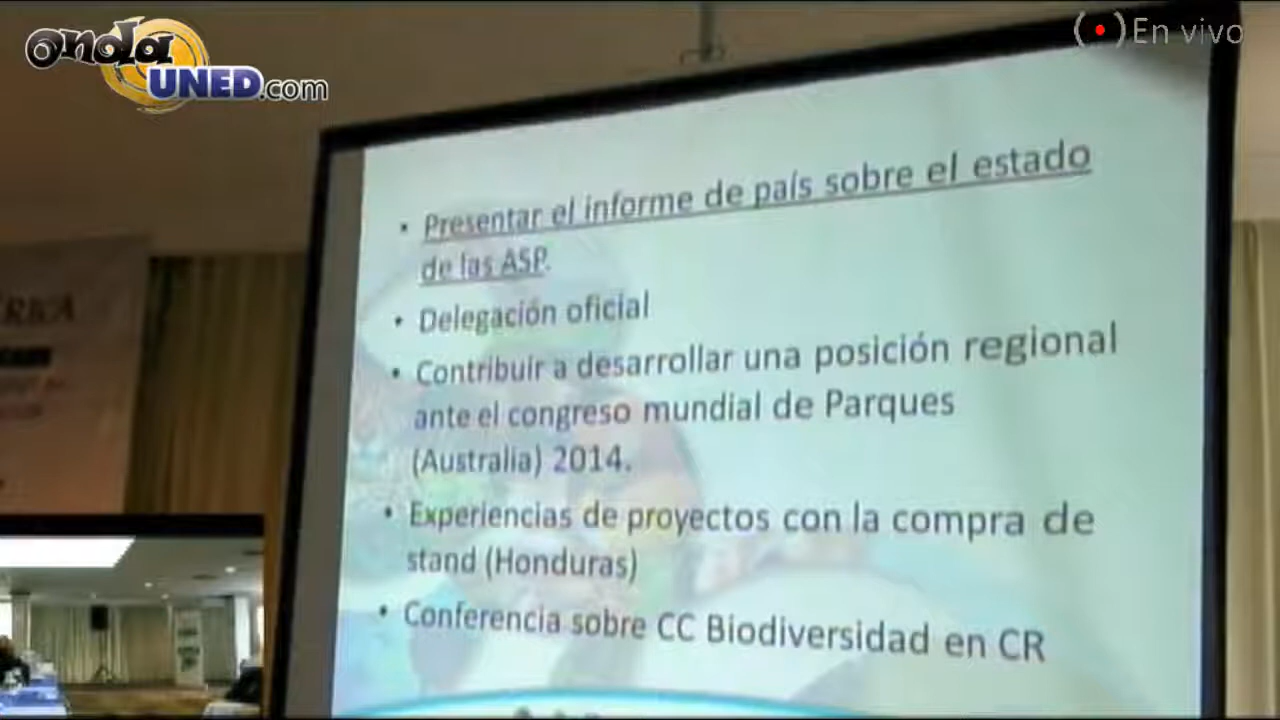 onda
UNED.com
(•) En vivo
• Presentar el informe de país sobre el estado
de las ASP.
• Delegación oficial
• Contribuir a desarrollar una posición regional
ante el congreso mundial de Parques
(Australia) 2014.
• Experiencias de proyectos con la compra de
stand (Honduras)
• Conferencia sobre CC Biodiversidad en CR